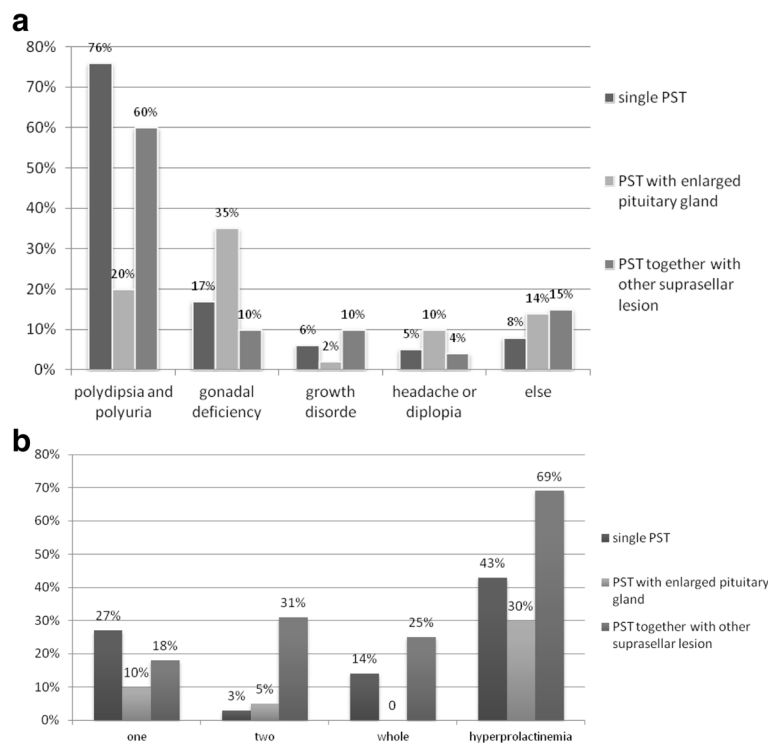 a
80%
70%
60%
50%
40%
30%
20%
10%
0%
76%
20%
60%
17%
35%
10%
6%
2%
10%
5%
10%
4%
8%
14%
15%
polydipsia and
polyuria
gonadal
deficiency
growth
disorde
headache or
diplopia
else
single PST
PST with enlarged
pituitary gland
PST together with
other suprasellar
lesion
b
80%
70%
60%
50%
40%
30%
20%
10%
0%
27%
10%
18%
3%
5%
31%
14%
0
25%
43%
30%
69%
one
two
whole
hyperprolactinemia
single PST
PST with enlarged pituitary
gland
PST together with other
suprasellar lesion